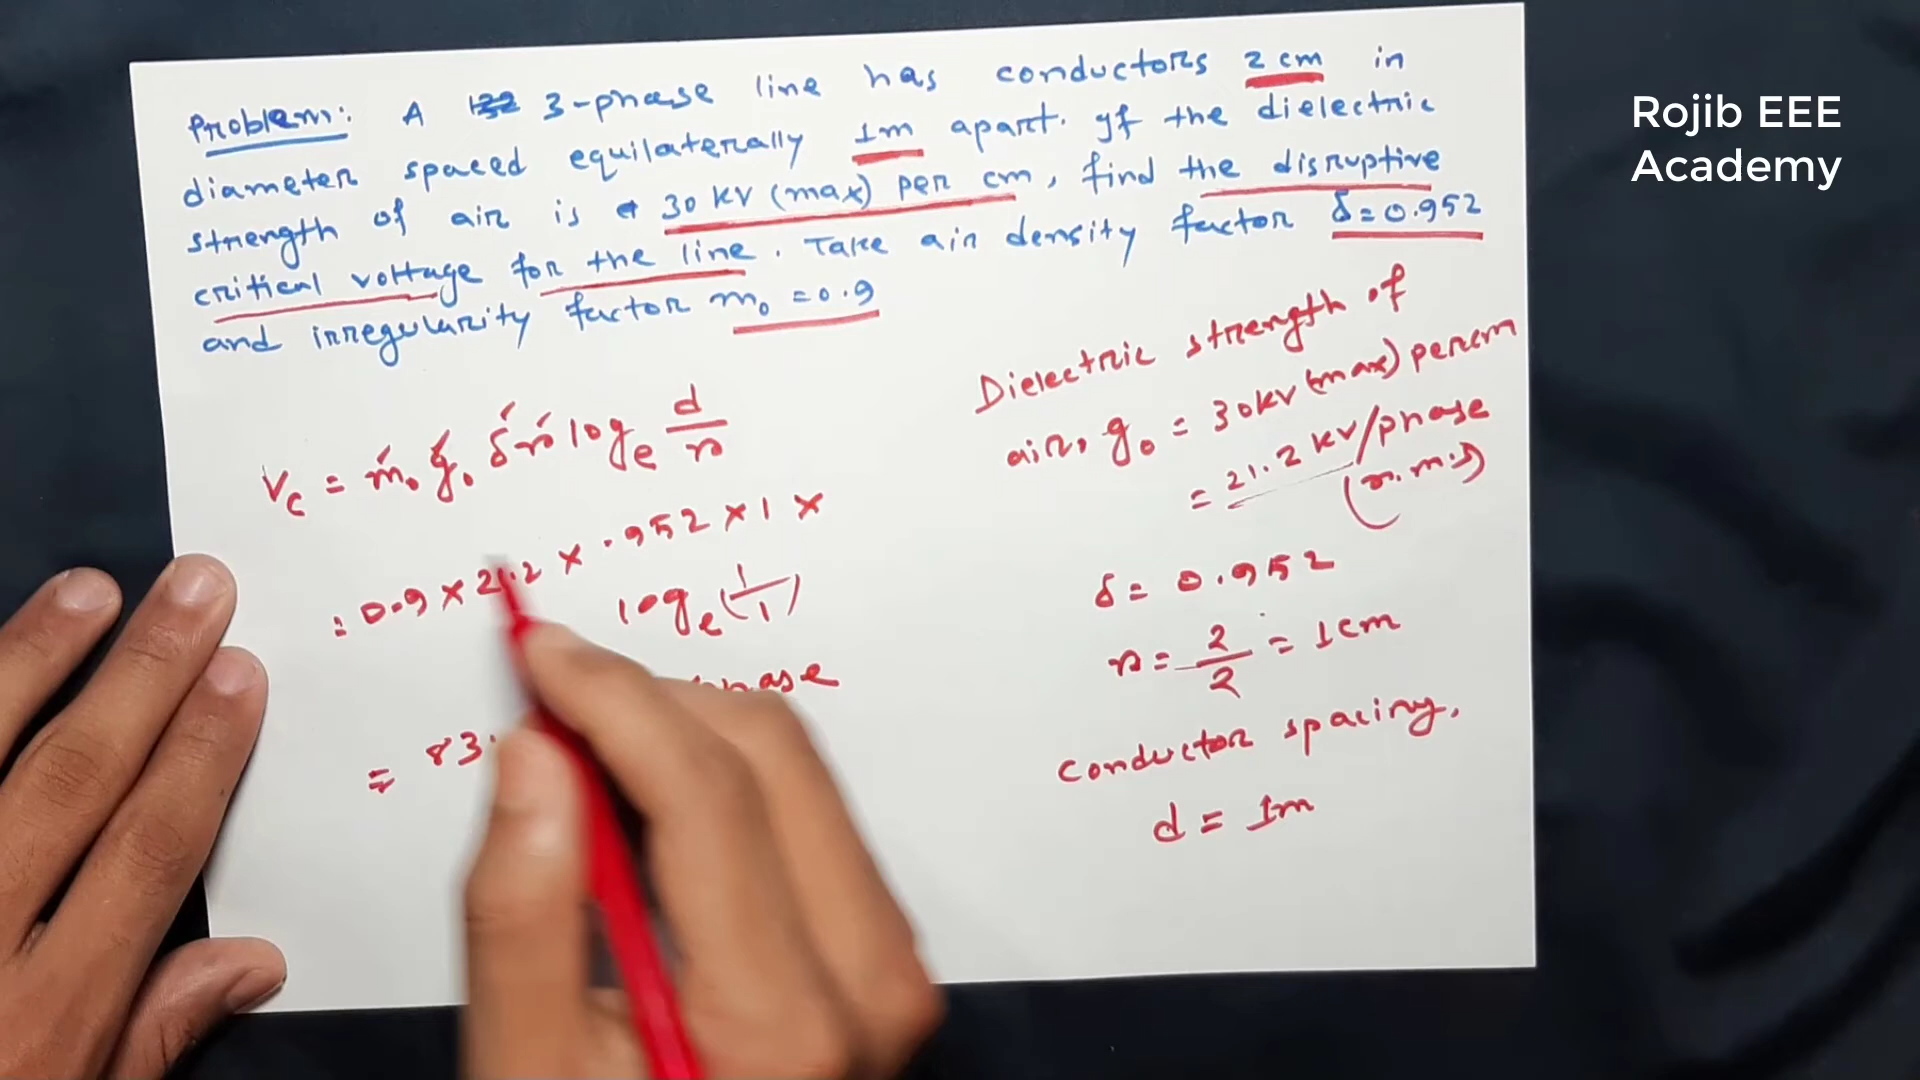 Problem: A 3-phase line has conductors 2 cm in
diameter spaced equilaterally 1m apart. If the dielectric
strength of air is 30 kV (max) per cm, find the disruptive
critical voltage for the line. Take air density factor δ = 0.952
and irregularity factor m₀ = 0.9
Vc = m₀ g₀ δ r logₑ d/r
= 0.9 × 21.2 × .952 × 1 ×
logₑ (1/1)
= 83.
Dielectric strength of
air, g₀ = 30kV (max) per cm
= 21.2 kV/phase
(r.m.s)
δ = 0.952
r = 2/2 = 1cm
Conductor spacing,
d = 1m
Rojib EEE
Academy